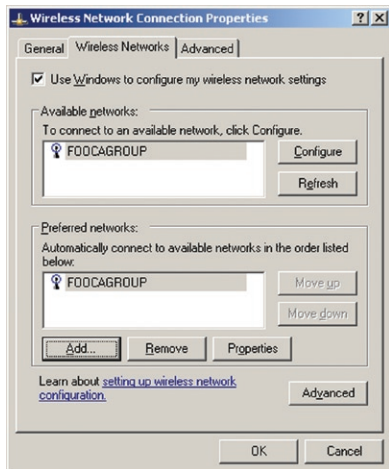 Wireless Network Connection Properties
General Wireless Networks Advanced
Use Windows to configure my wireless network settings
Available networks:
To connect to an available network, click Configure.
FOOCAGROUP
Configure
Refresh
Preferred networks:
Automatically connect to available networks in the order listed
below:
FOOCAGROUP
Move up
Move down
Add... Remove Properties
Learn about setting up wireless network
configuration.
Advanced
OK Cancel